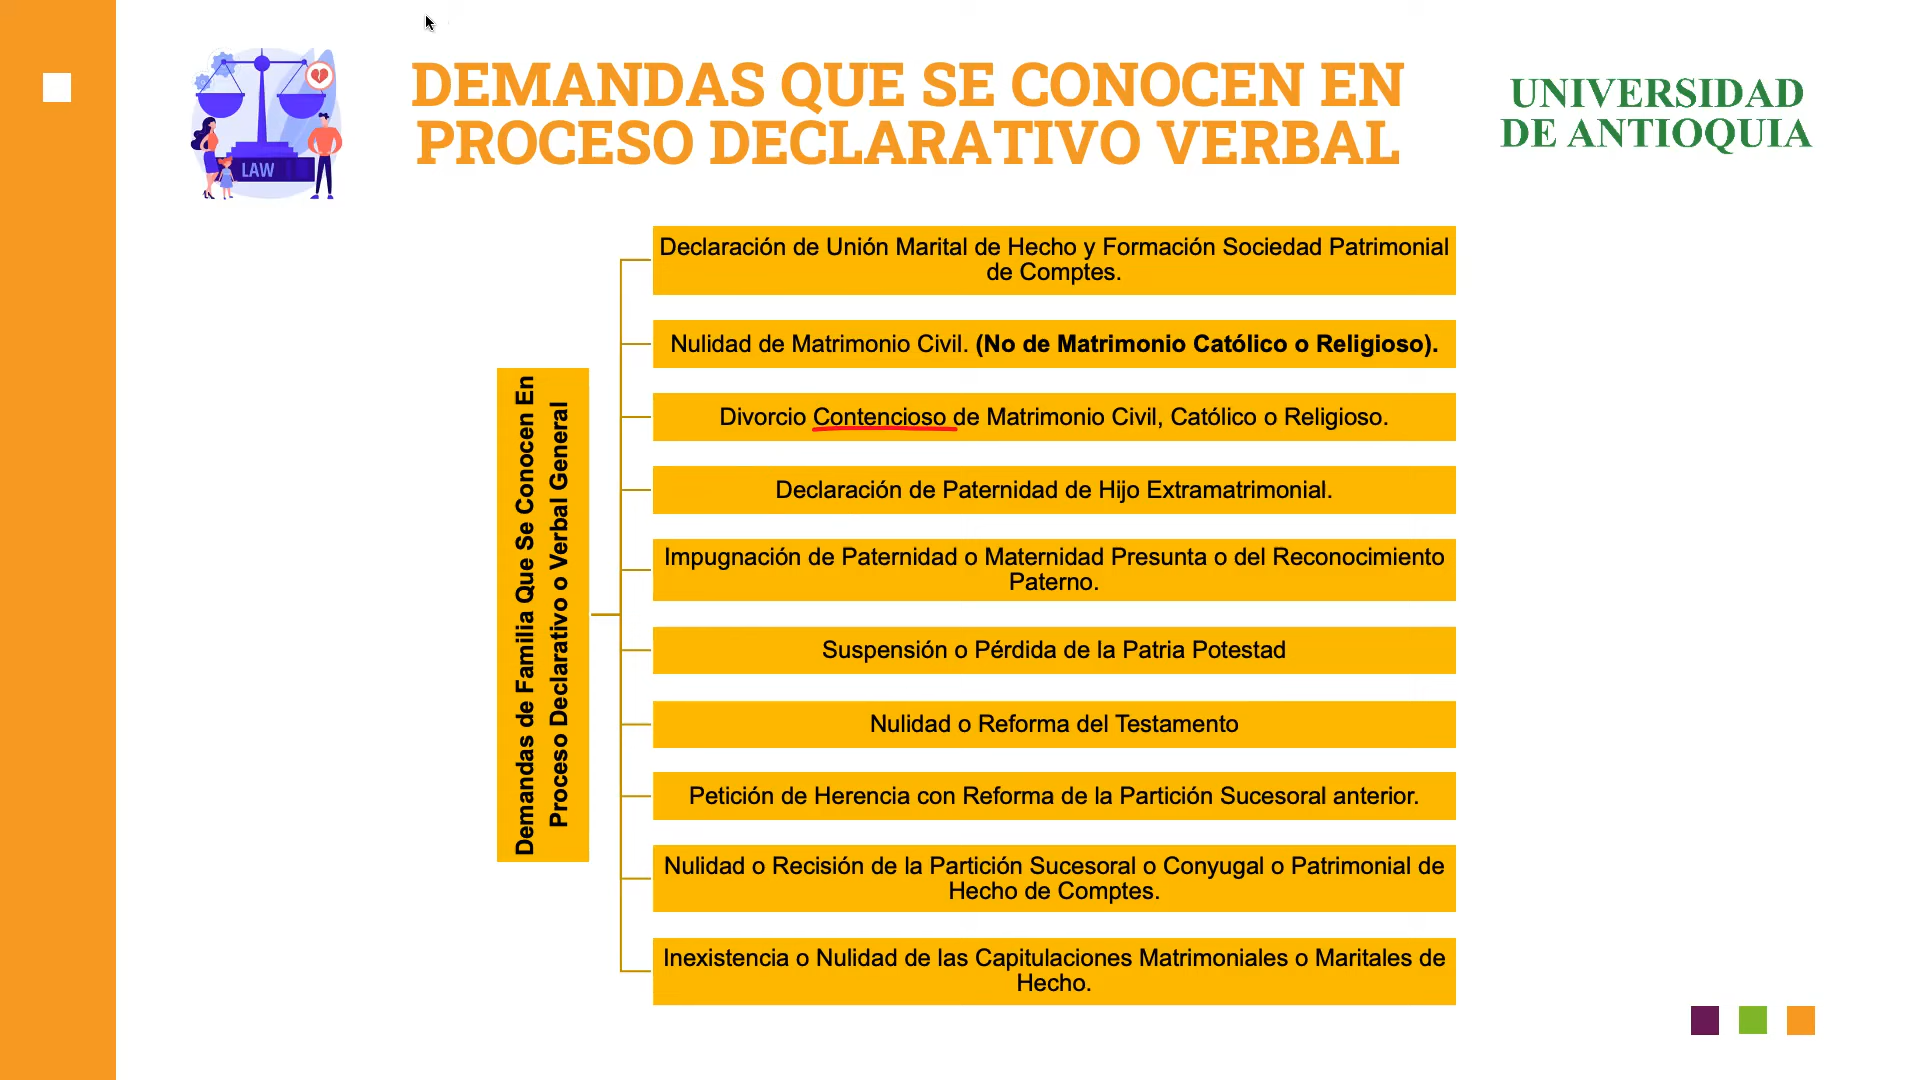 LAW
DEMANDAS QUE SE CONOCEN EN
PROCESO DECLARATIVO VERBAL
UNIVERSIDAD
DE ANTIOQUIA
Demandas de Familia Que Se Conocen En
Proceso Declarativo o Verbal General
Declaración de Unión Marital de Hecho y Formación Sociedad Patrimonial
de Comptes.
Nulidad de Matrimonio Civil. (No de Matrimonio Católico o Religioso).
Divorcio Contencioso de Matrimonio Civil, Católico o Religioso.
Declaración de Paternidad de Hijo Extramatrimonial.
Impugnación de Paternidad o Maternidad Presunta o del Reconocimiento
Paterno.
Suspensión o Pérdida de la Patria Potestad
Nulidad o Reforma del Testamento
Petición de Herencia con Reforma de la Partición Sucesoral anterior.
Nulidad o Recisión de la Partición Sucesoral o Conyugal o Patrimonial de
Hecho de Comptes.
Inexistencia o Nulidad de las Capitulaciones Matrimoniales o Maritales de
Hecho.